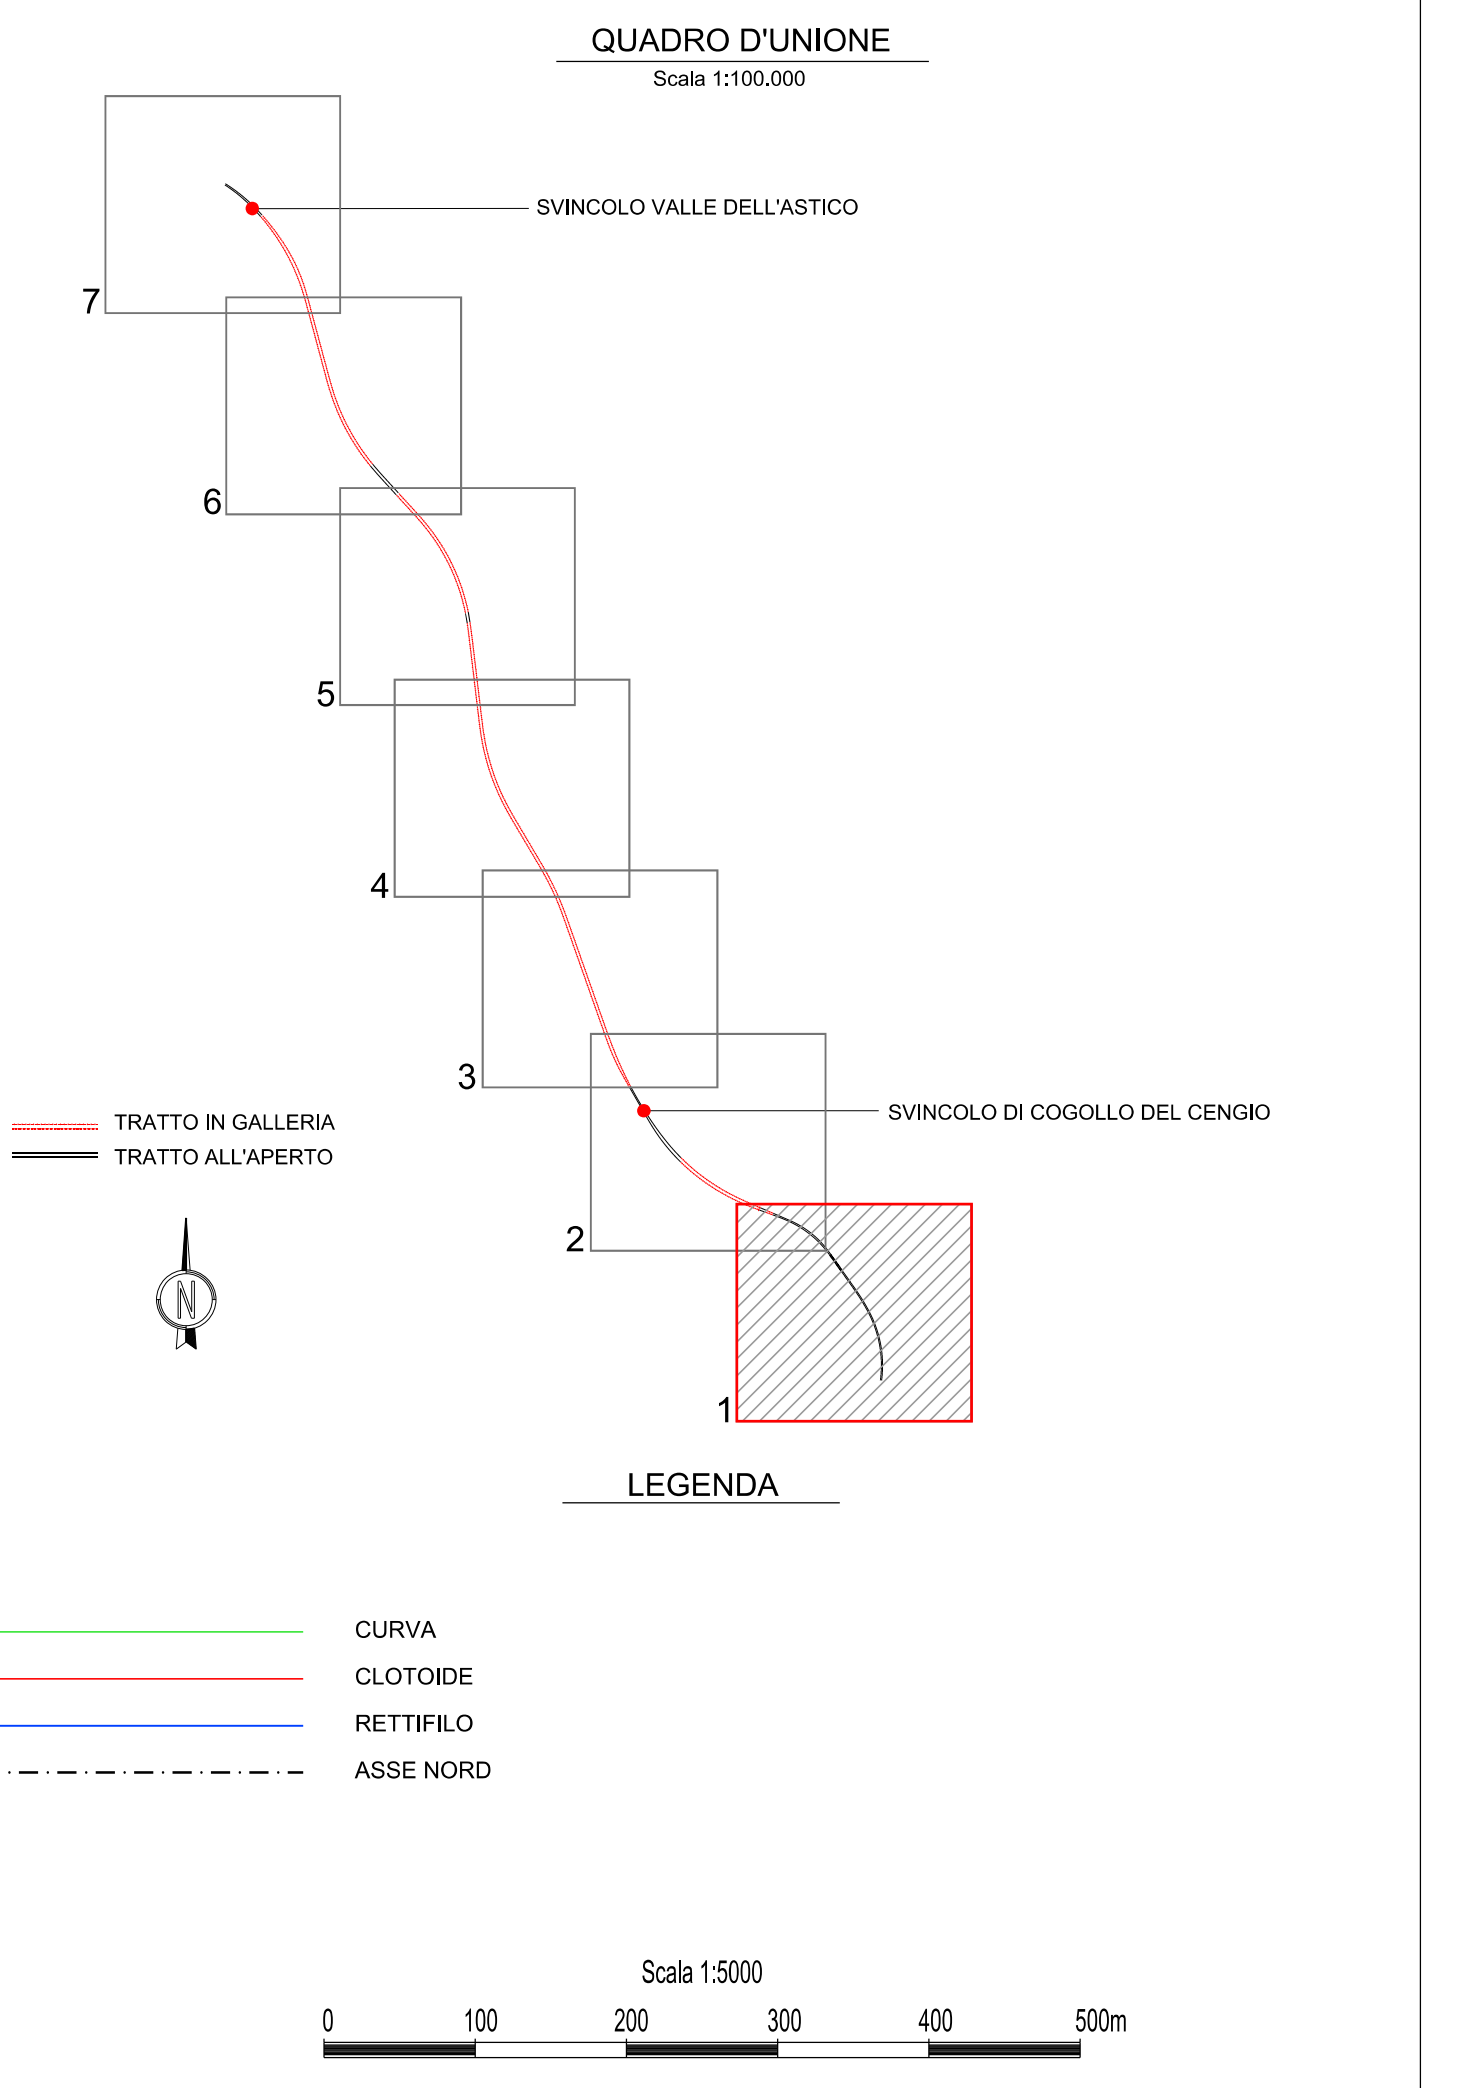 QUADRO D'UNIONE
Scala 1:100.000
SVINCOLO VALLE DELL'ASTICO
7
6
5
4
3
TRATTO IN GALLERIA
TRATTO ALL'APERTO
SVINCOLO DI COGOLLO DEL CENGIO
2
N
1
LEGENDA
CURVA
CLOTOIDE
RETTIFILO
ASSE NORD
Scala 1:5000
0 100 200 300 400 500m